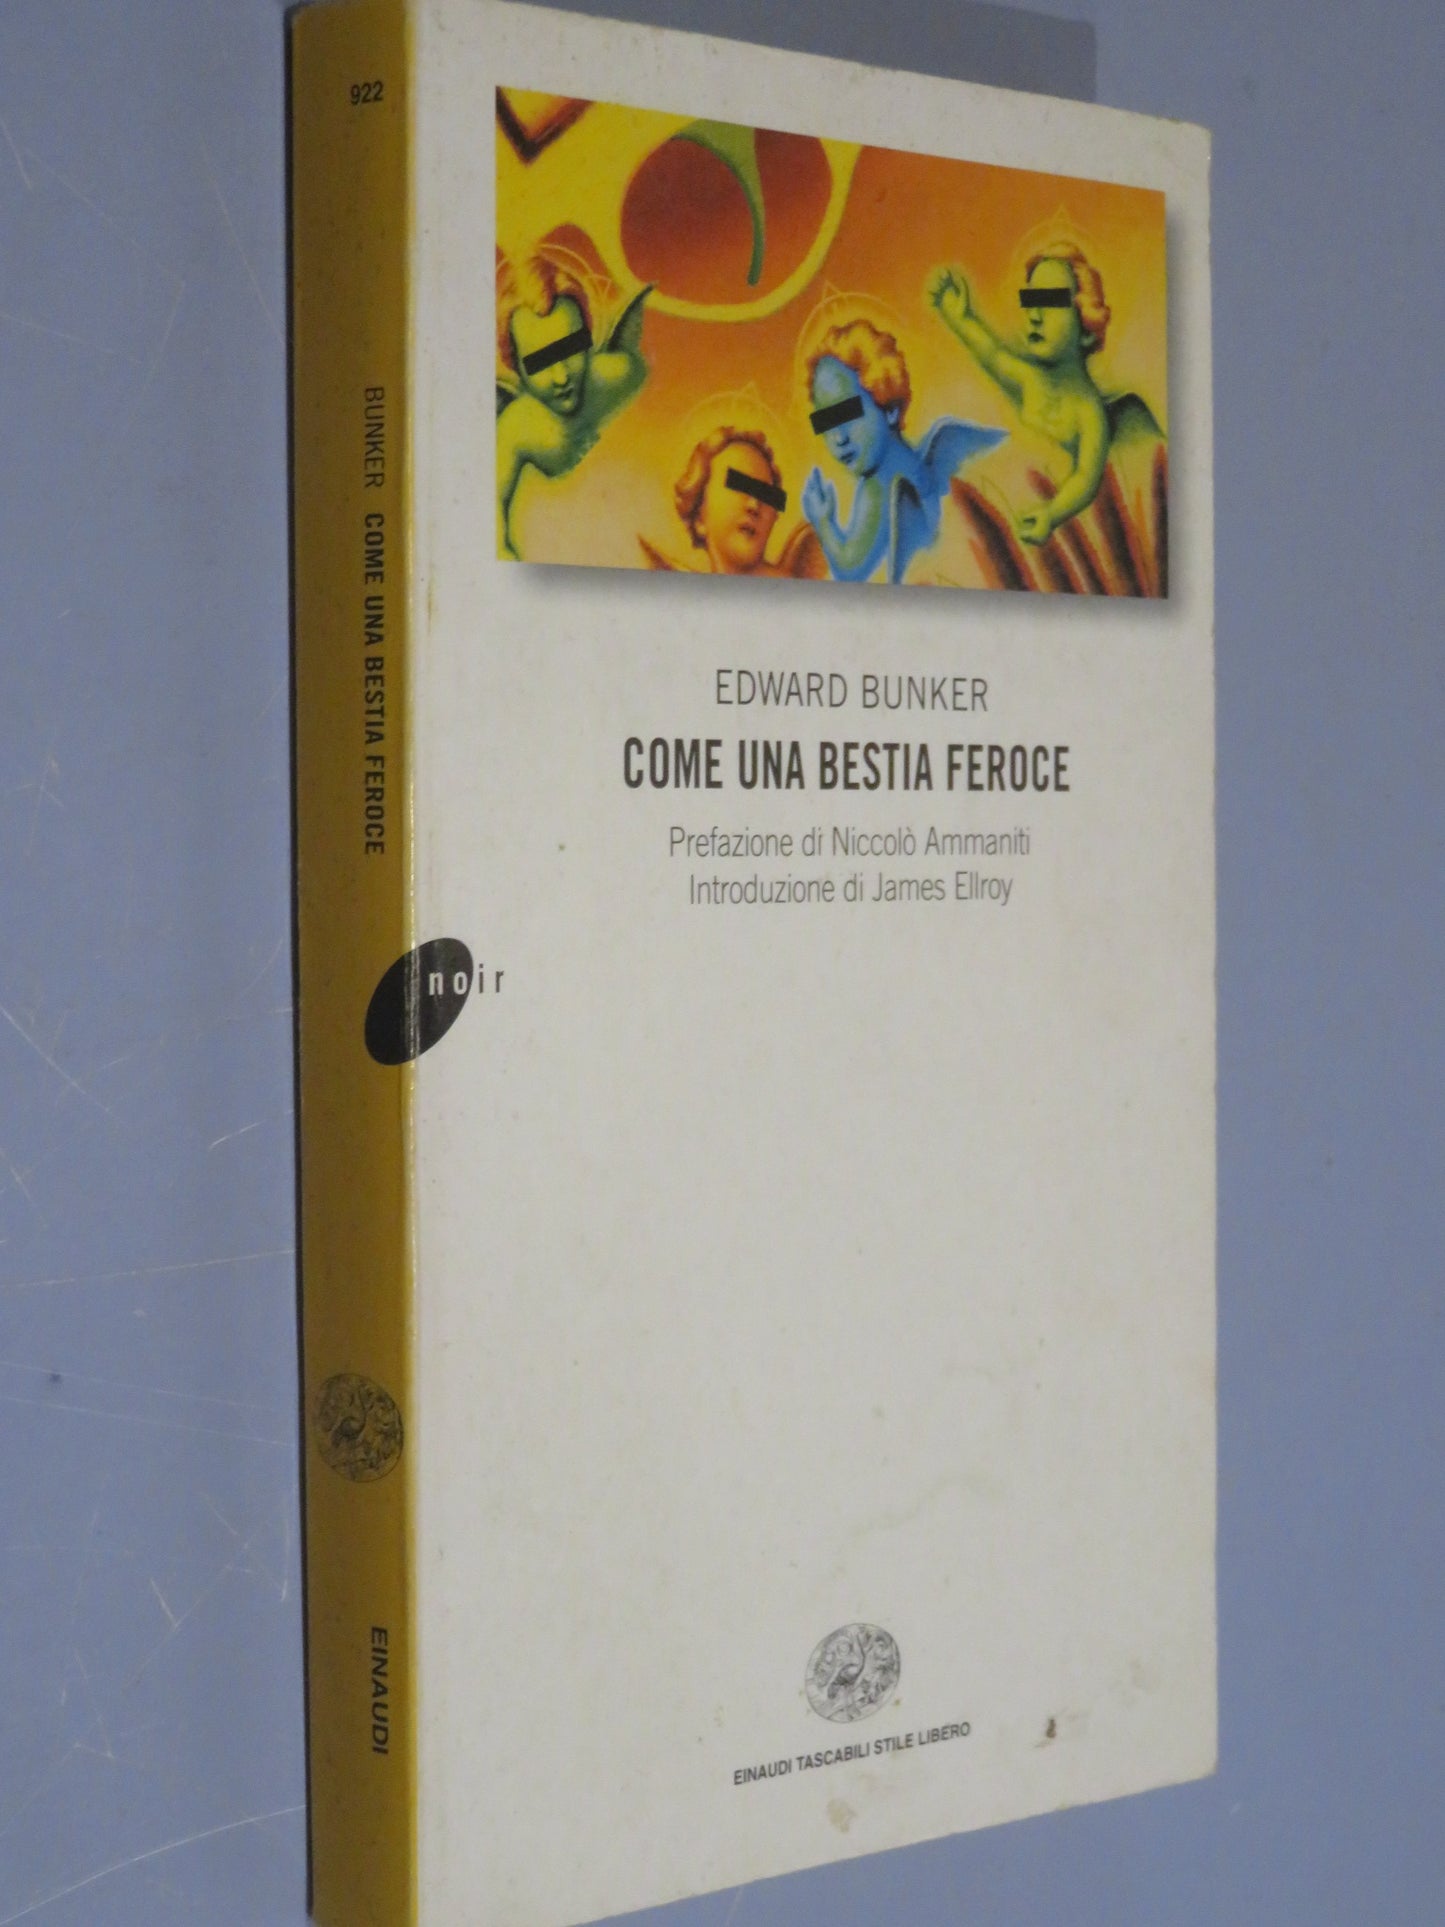 922
BUNKER COME UNA BESTIA FEROCE
EINAUDI
EDWARD BUNKER
COME UNA BESTIA FEROCE
Prefazione di Niccolò Ammaniti
Introduzione di James Ellroy
noir
EINAUDI TASCABILI STILE LIBERO